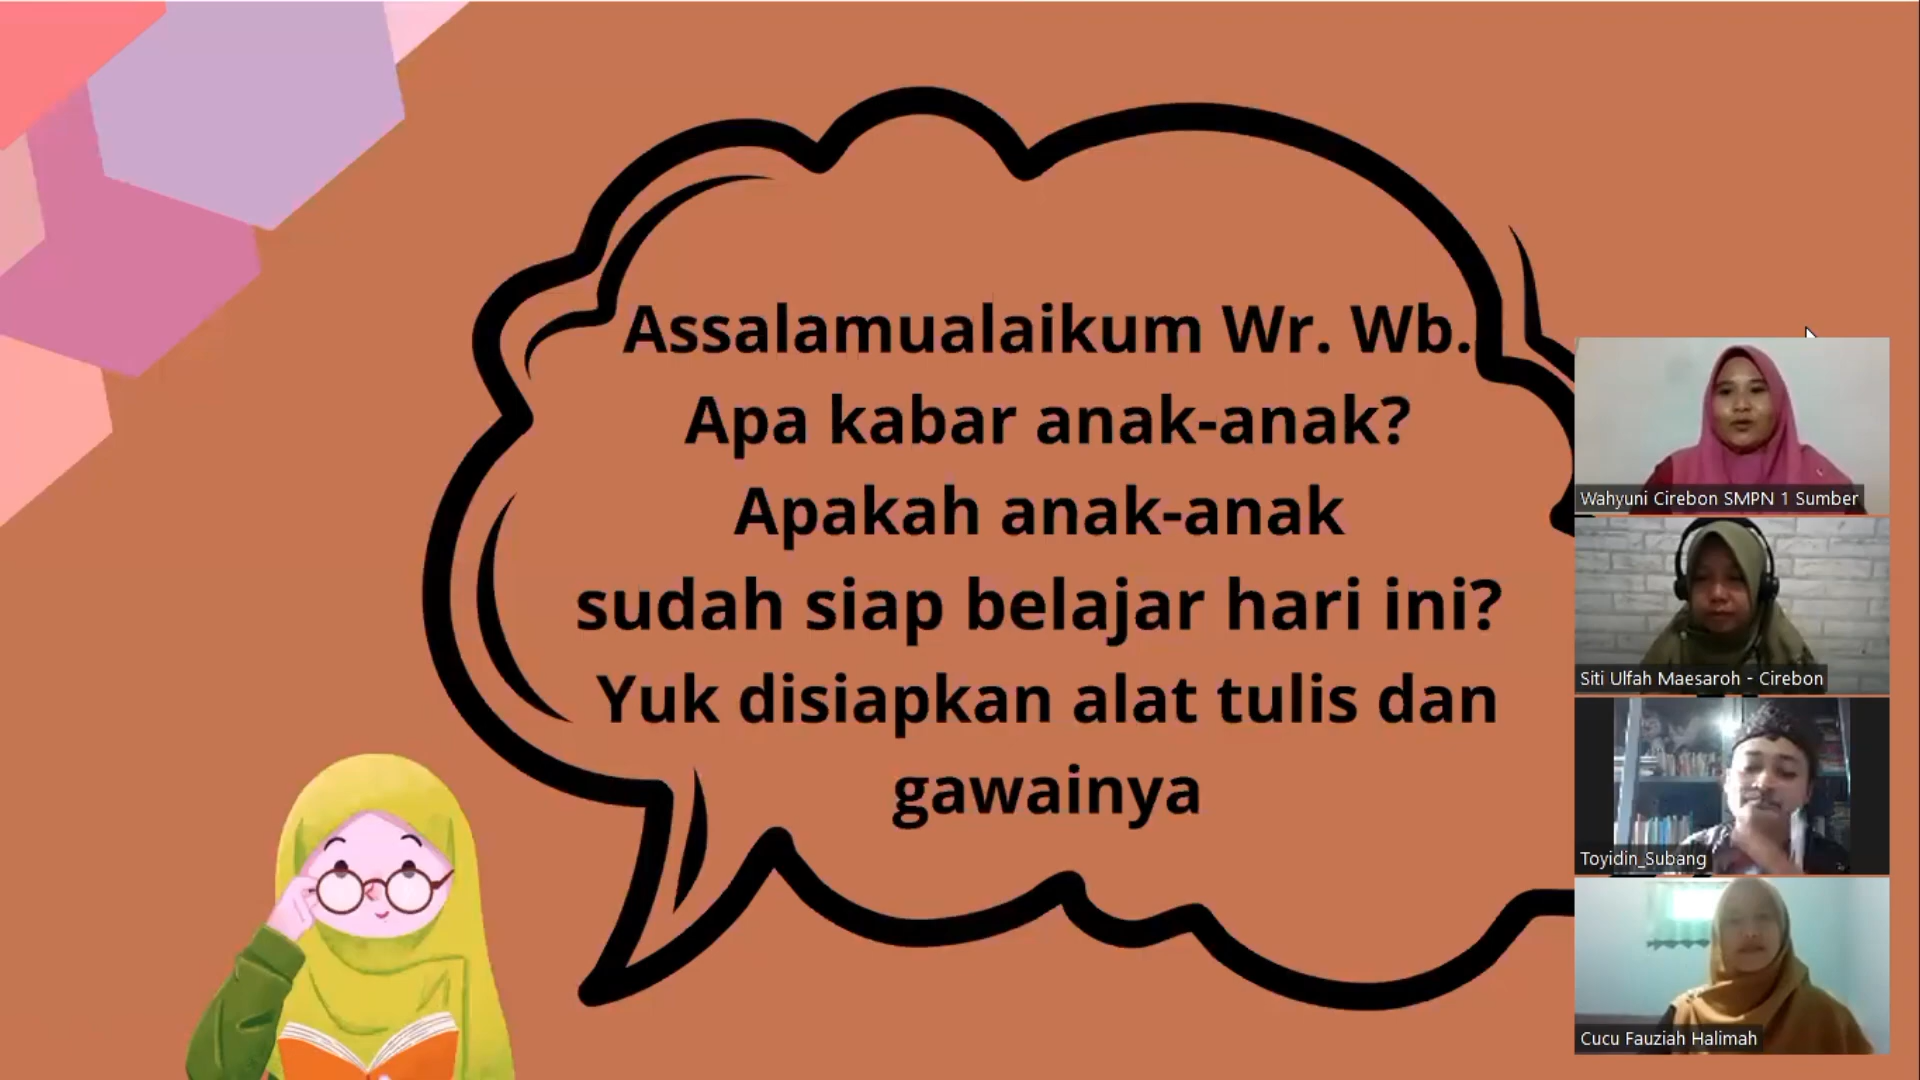 Assalamualaikum Wr. Wb.
Apa kabar anak-anak?
Apakah anak-anak
sudah siap belajar hari ini?
Yuk disiapkan alat tulis dan
gawainya
Wahyuni Cirebon SMPN 1 Sumber
Siti Ulfah Maesaroh - Cirebon
Toyidin_Subang
Cucu Fauziah Halimah